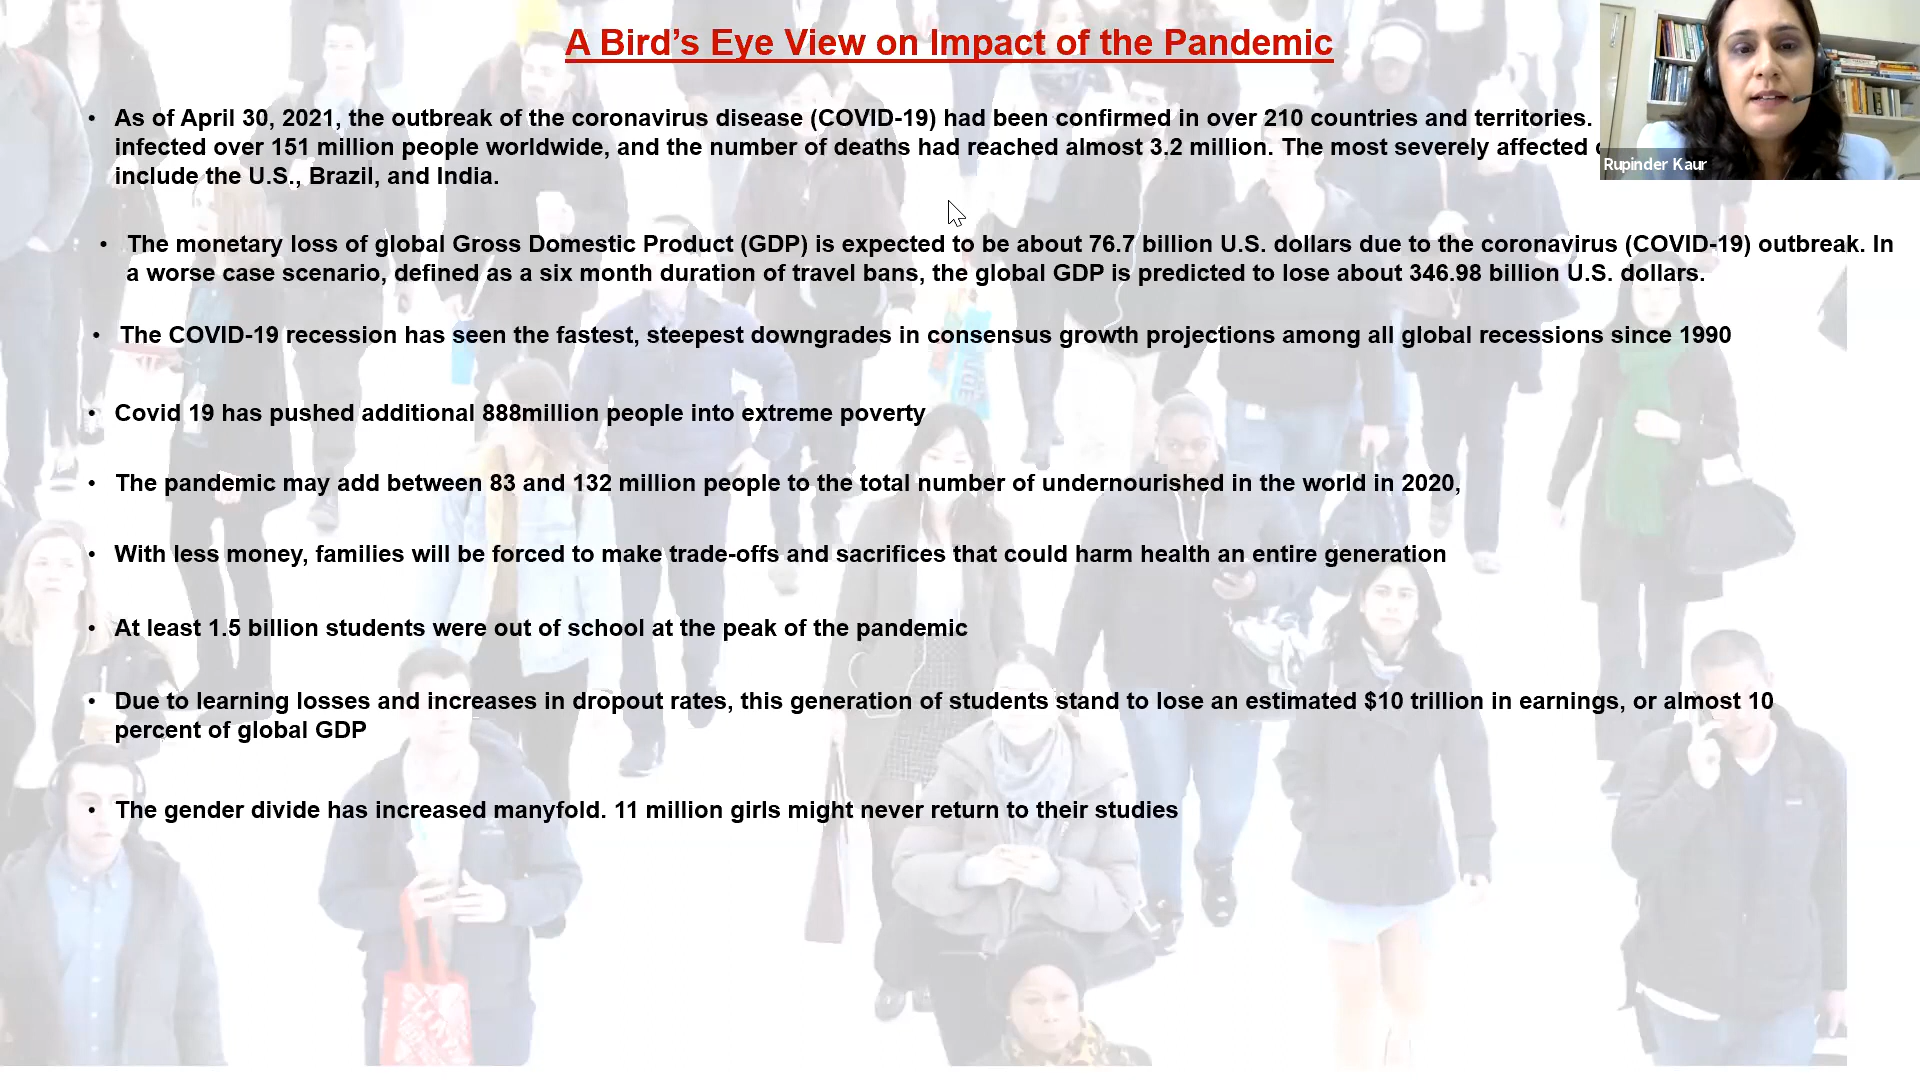 A Bird’s Eye View on Impact of the Pandemic
• As of April 30, 2021, the outbreak of the coronavirus disease (COVID-19) had been confirmed in over 210 countries and territories.
infected over 151 million people worldwide, and the number of deaths had reached almost 3.2 million. The most severely affected
include the U.S., Brazil, and India.
Rupinder Kaur
• The monetary loss of global Gross Domestic Product (GDP) is expected to be about 76.7 billion U.S. dollars due to the coronavirus (COVID-19) outbreak. In
a worse case scenario, defined as a six month duration of travel bans, the global GDP is predicted to lose about 346.98 billion U.S. dollars.
• The COVID-19 recession has seen the fastest, steepest downgrades in consensus growth projections among all global recessions since 1990
• Covid 19 has pushed additional 888million people into extreme poverty
• The pandemic may add between 83 and 132 million people to the total number of undernourished in the world in 2020,
• With less money, families will be forced to make trade-offs and sacrifices that could harm health an entire generation
• At least 1.5 billion students were out of school at the peak of the pandemic
• Due to learning losses and increases in dropout rates, this generation of students stand to lose an estimated $10 trillion in earnings, or almost 10
percent of global GDP
• The gender divide has increased manyfold. 11 million girls might never return to their studies